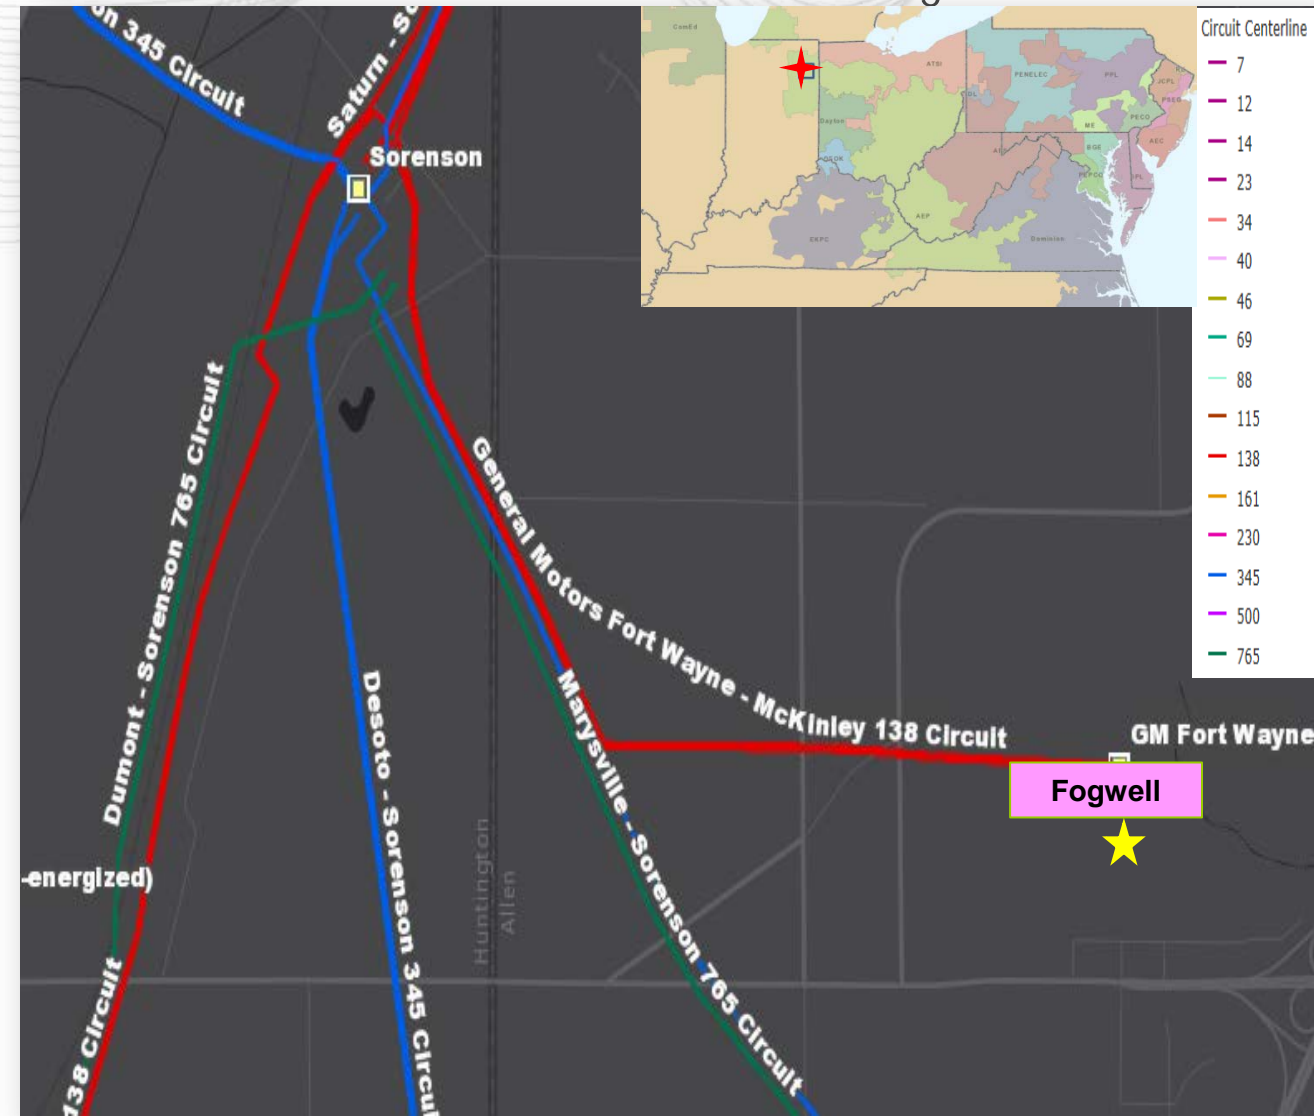 on 345 Circuit
Saturn - So
Sorenson
Dumont - Sorenson 765 Circuit
General Motors Fort Wayne - McKinley 138 Circuit
GM Fort Wayne
Fogwell
Desoto - Sorenson 345 Circu
Marysville - Sorenson 765 Circuit
Huntington
Allen
-energized)
138 Circuit
ComEd
ATSI
PENELEC
PPL
JCPL
PSEG
Dayton
DEOK
ME
PECO
AEC
BGE
PEPCO
DPL
AEP
EKPC
Dominion
Circuit Centerline
7
12
14
23
34
40
46
69
88
115
138
161
230
345
500
765